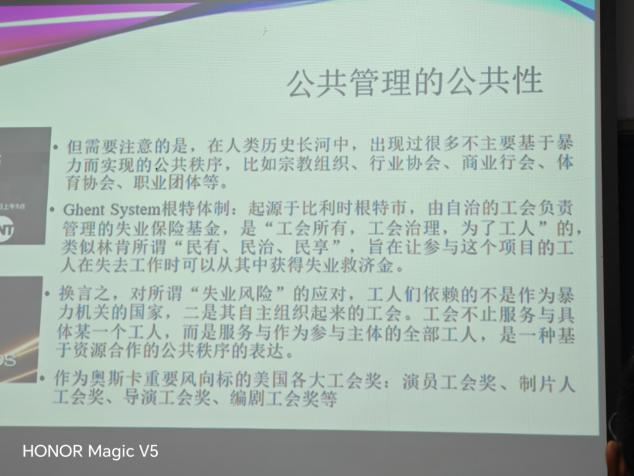 公共管理的公共性
• 但需要注意的是，在人类历史长河中，出现过很多不主要基于暴
力而实现的公共秩序，比如宗教组织、行业协会、商业行会、体
育协会、职业团体等。
• Ghent System根特体制：起源于比利时根特市，由自治的工会负责
管理的失业保险基金，是“工会所有，工会治理，为了工人”的，
类似林肯所谓“民有、民治、民享”，旨在让参与这个项目的工
人在失去工作时可以从其中获得失业救济金。
• 换言之，对所谓“失业风险”的应对，工人们依赖的不是作为暴
力机关的国家，二是其自主组织起来的工会。工会不止服务与具
体某一个工人，而是服务与作为参与主体的全部工人，是一种基
于资源合作的公共秩序的表达。
• 作为奥斯卡重要风向标的美国各大工会奖：演员工会奖、制片人
工会奖、导演工会奖、编剧工会奖等
HONOR Magic V5